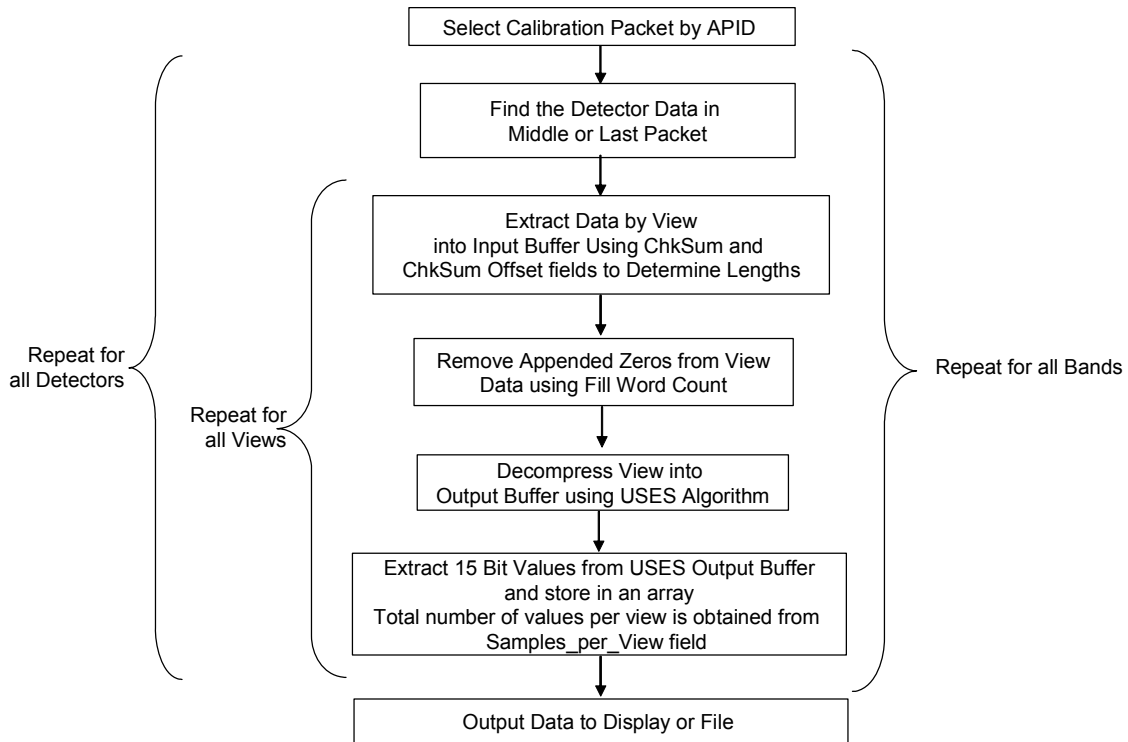 Select Calibration Packet by APID
Find the Detector Data in
Middle or Last Packet
Extract Data by View
into Input Buffer Using ChkSum and
ChkSum Offset fields to Determine Lengths
Repeat for
all Detectors
Remove Appended Zeros from View
Data using Fill Word Count
Repeat for all Bands
Repeat for
all Views
Decompress View into
Output Buffer using USES Algorithm
Extract 15 Bit Values from USES Output Buffer
and store in an array
Total number of values per view is obtained from
Samples_per_View field
Output Data to Display or File